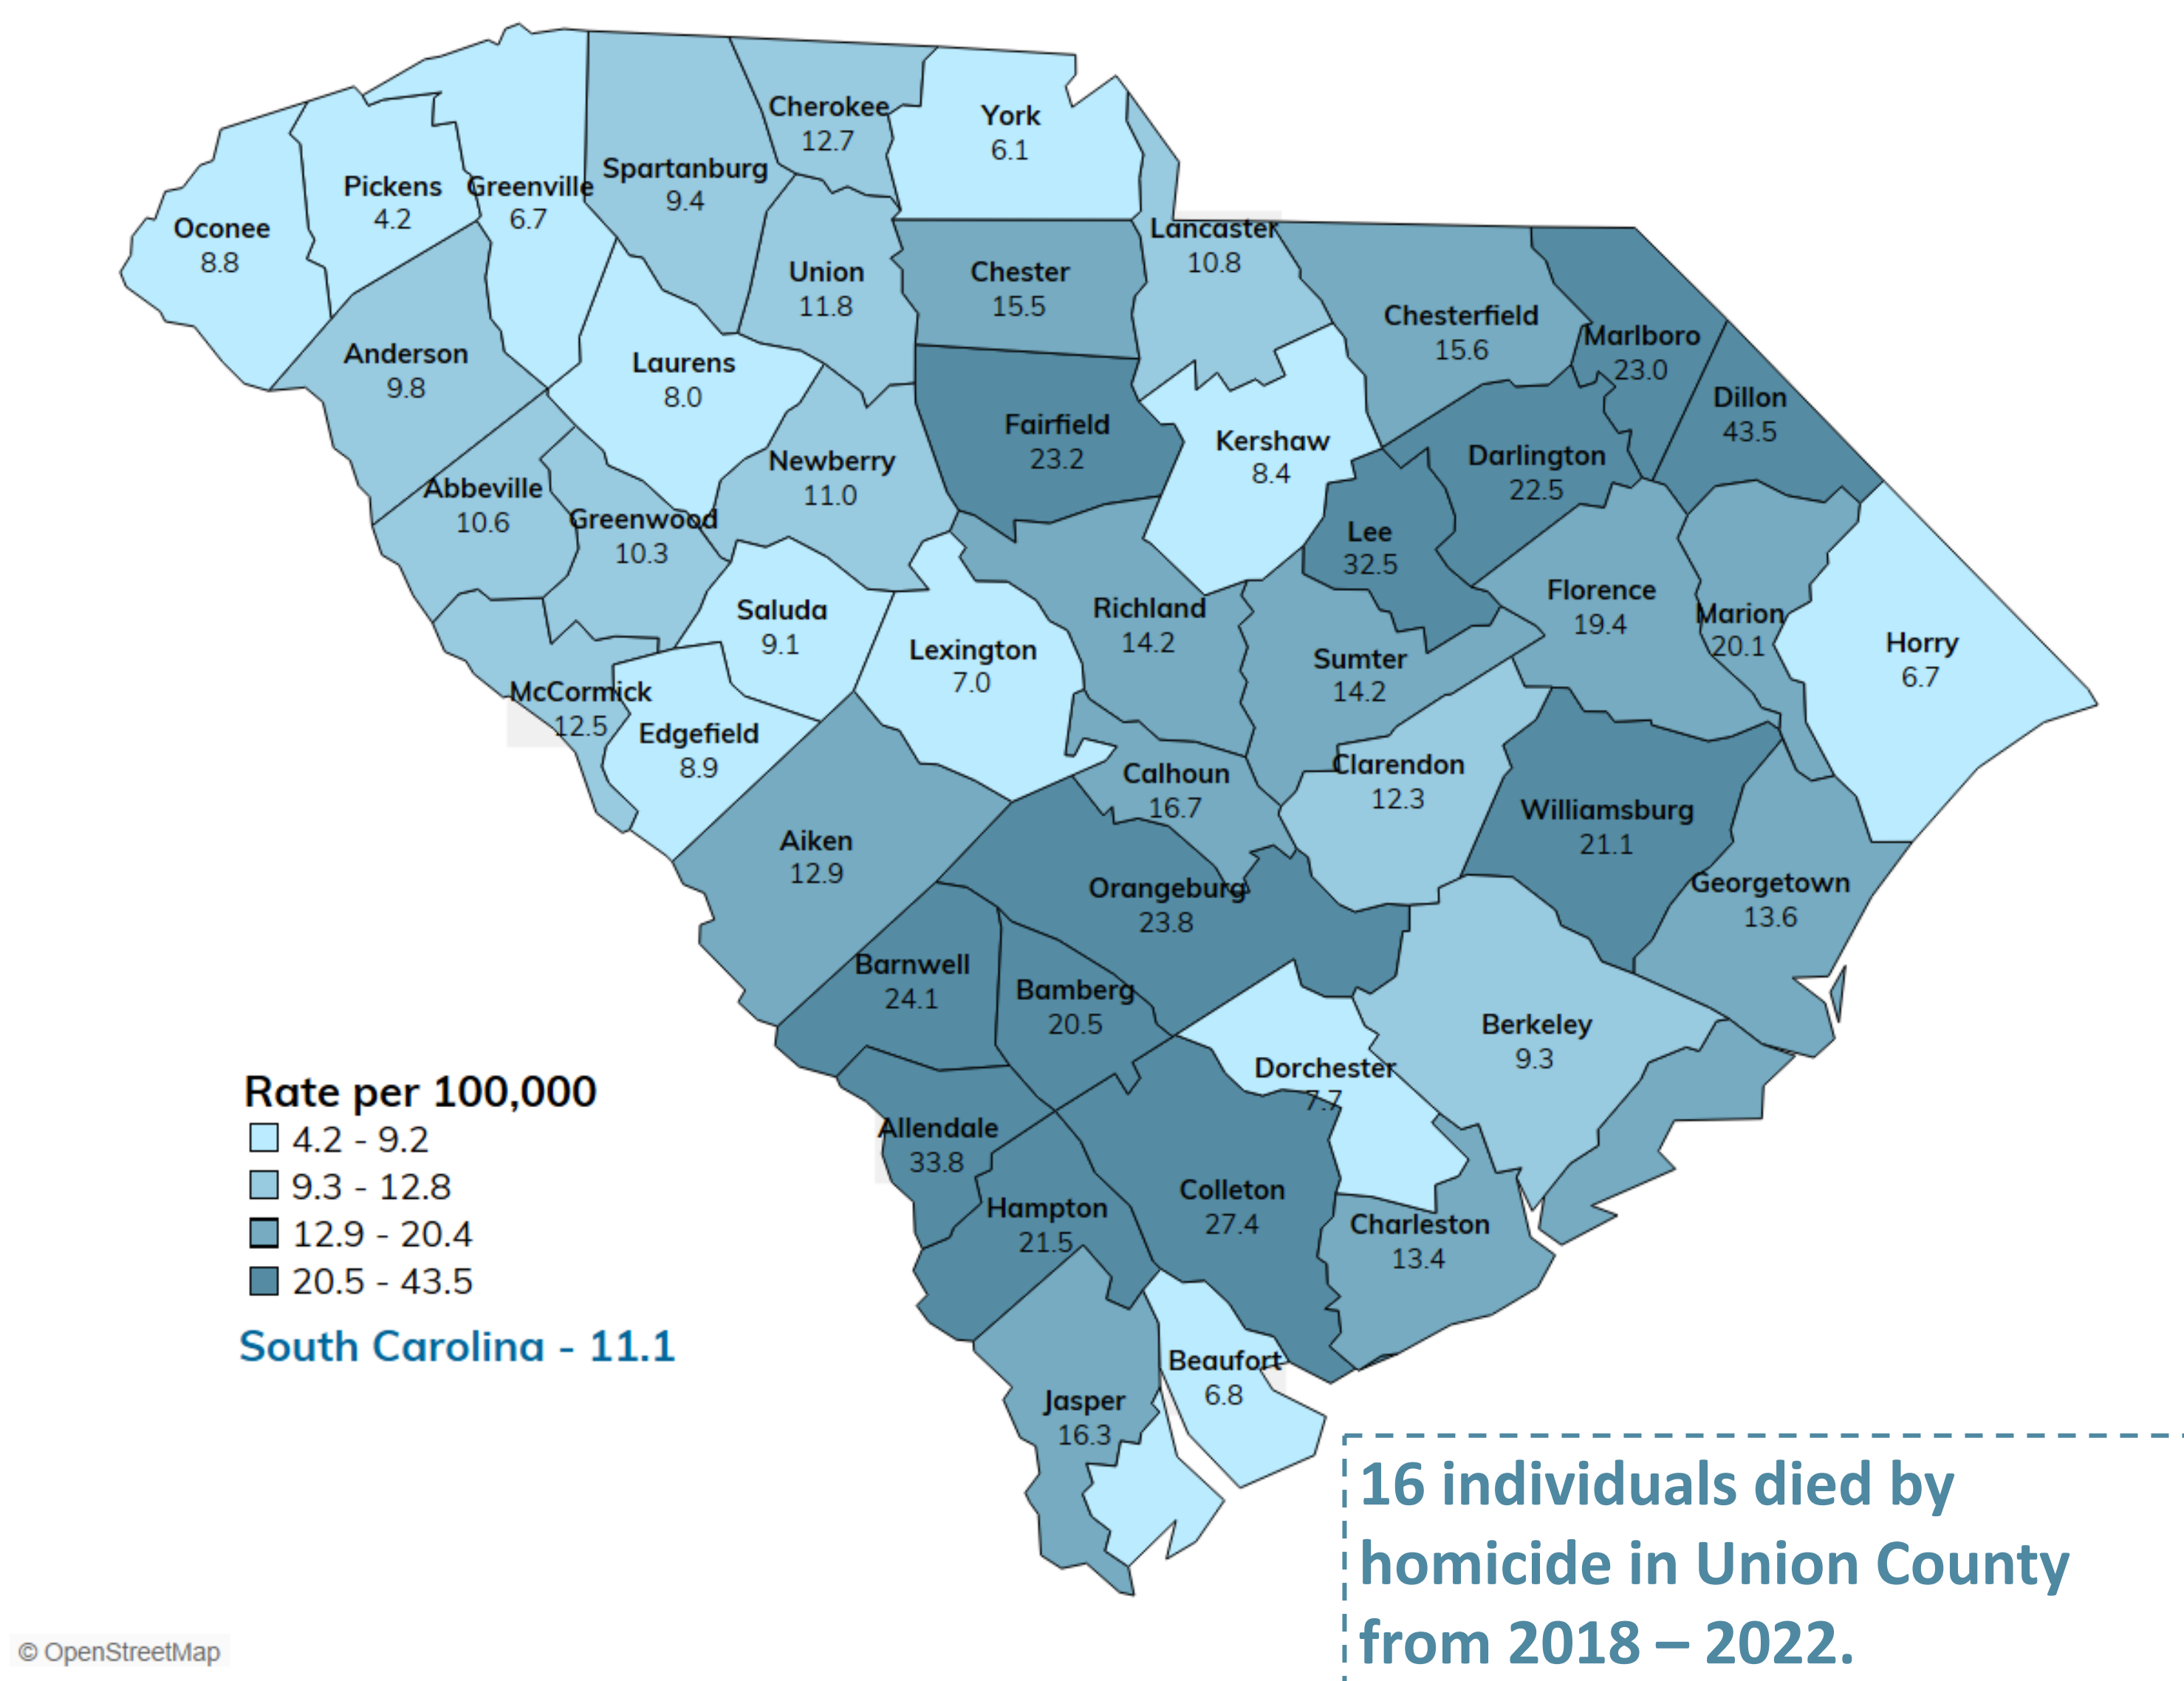 Cherokee
12.7
York
6.1
Spartanburg
9.4
Pickens
4.2
Greenville
6.7
Oconee
8.8
Lancaster
10.8
Union
11.8
Chester
15.5
Chesterfield
15.6
Marlboro
23.0
Anderson
9.8
Laurens
8.0
Dillon
43.5
Fairfield
23.2
Kershaw
8.4
Darlington
22.5
Newberry
11.0
Abbeville
10.6
Greenwood
10.3
Lee
32.5
Florence
19.4
Marion
20.1
Saluda
9.1
Richland
14.2
Lexington
7.0
Sumter
14.2
Horry
6.7
McCormick
12.5
Edgefield
8.9
Calhoun
16.7
Clarendon
12.3
Williamsburg
21.1
Aiken
12.9
Orangeburg
23.8
Georgetown
13.6
Barnwell
24.1
Bamberg
20.5
Berkeley
9.3
Dorchester
7.7
Allendale
33.8
Hampton
21.5
Colleton
27.4
Charleston
13.4
Beaufort
6.8
Jasper
16.3
Rate per 100,000
4.2 - 9.2
9.3 - 12.8
12.9 - 20.4
20.5 - 43.5
South Carolina - 11.1
16 individuals died by
homicide in Union County
from 2018 – 2022.
© OpenStreetMap